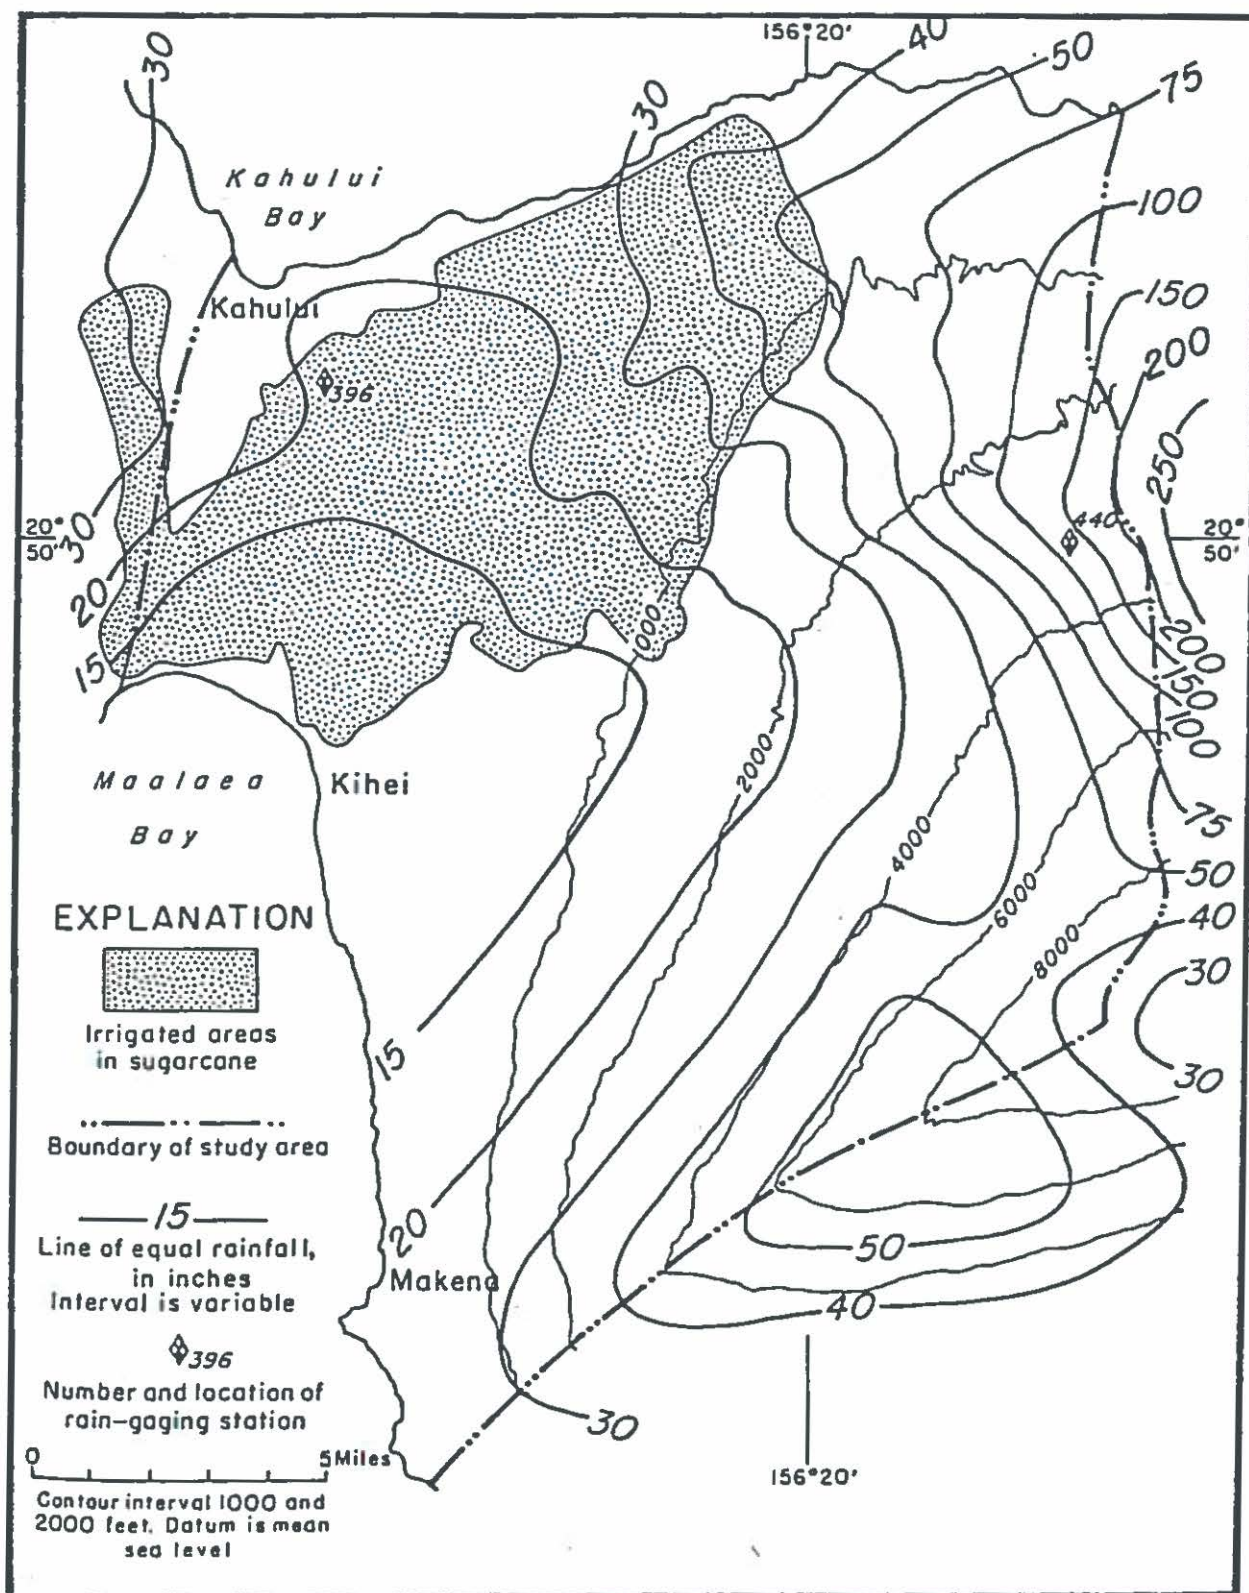 156°20'
30
40
50
75
30
Kahului
Bay
100
150
Kahului
200
396
250
20°
50'
30
440
20°
50'
20
1000
15
200
150
100
2000
Maalaea
Bay
Kihei
75
4000
50
6000
40
8000
30
EXPLANATION
Irrigated areas
in sugarcane
15
30
Boundary of study area
15
Line of equal rainfall,
in inches
Interval is variable
20
50
Makena
40
396
Number and location of
rain-gaging station
30
0
5 Miles
156°20'
Contour interval 1000 and
2000 feet. Datum is mean
sea level